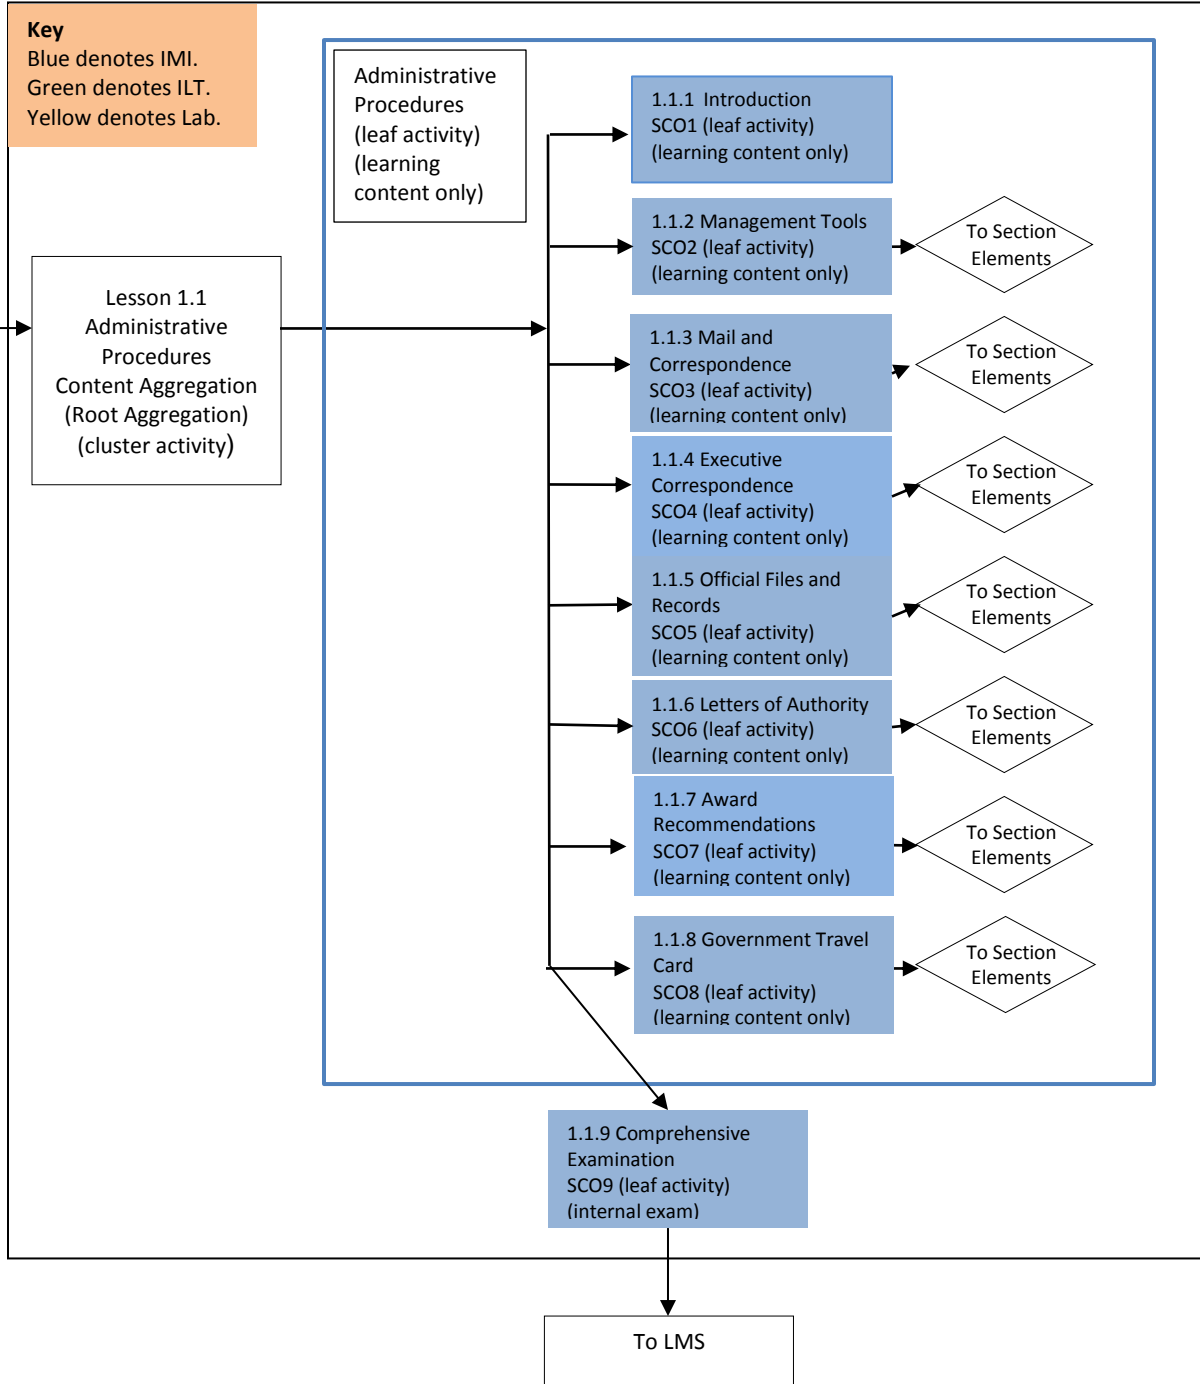 Key
Blue denotes IMI.
Green denotes ILT.
Yellow denotes Lab.
Administrative
Procedures
(leaf activity)
(learning
content only)
Lesson 1.1
Administrative
Procedures
Content Aggregation
(Root Aggregation)
(cluster activity)
1.1.1 Introduction
SCO1 (leaf activity)
(learning content only)
1.1.2 Management Tools
SCO2 (leaf activity)
(learning content only)
To Section
Elements
1.1.3 Mail and
Correspondence
SCO3 (leaf activity)
(learning content only)
To Section
Elements
1.1.4 Executive
Correspondence
SCO4 (leaf activity)
(learning content only)
To Section
Elements
1.1.5 Official Files and
Records
SCO5 (leaf activity)
(learning content only)
To Section
Elements
1.1.6 Letters of Authority
SCO6 (leaf activity)
(learning content only)
To Section
Elements
1.1.7 Award
Recommendations
SCO7 (leaf activity)
(learning content only)
To Section
Elements
1.1.8 Government Travel
Card
SCO8 (leaf activity)
(learning content only)
To Section
Elements
1.1.9 Comprehensive
Examination
SCO9 (leaf activity)
(internal exam)
To LMS